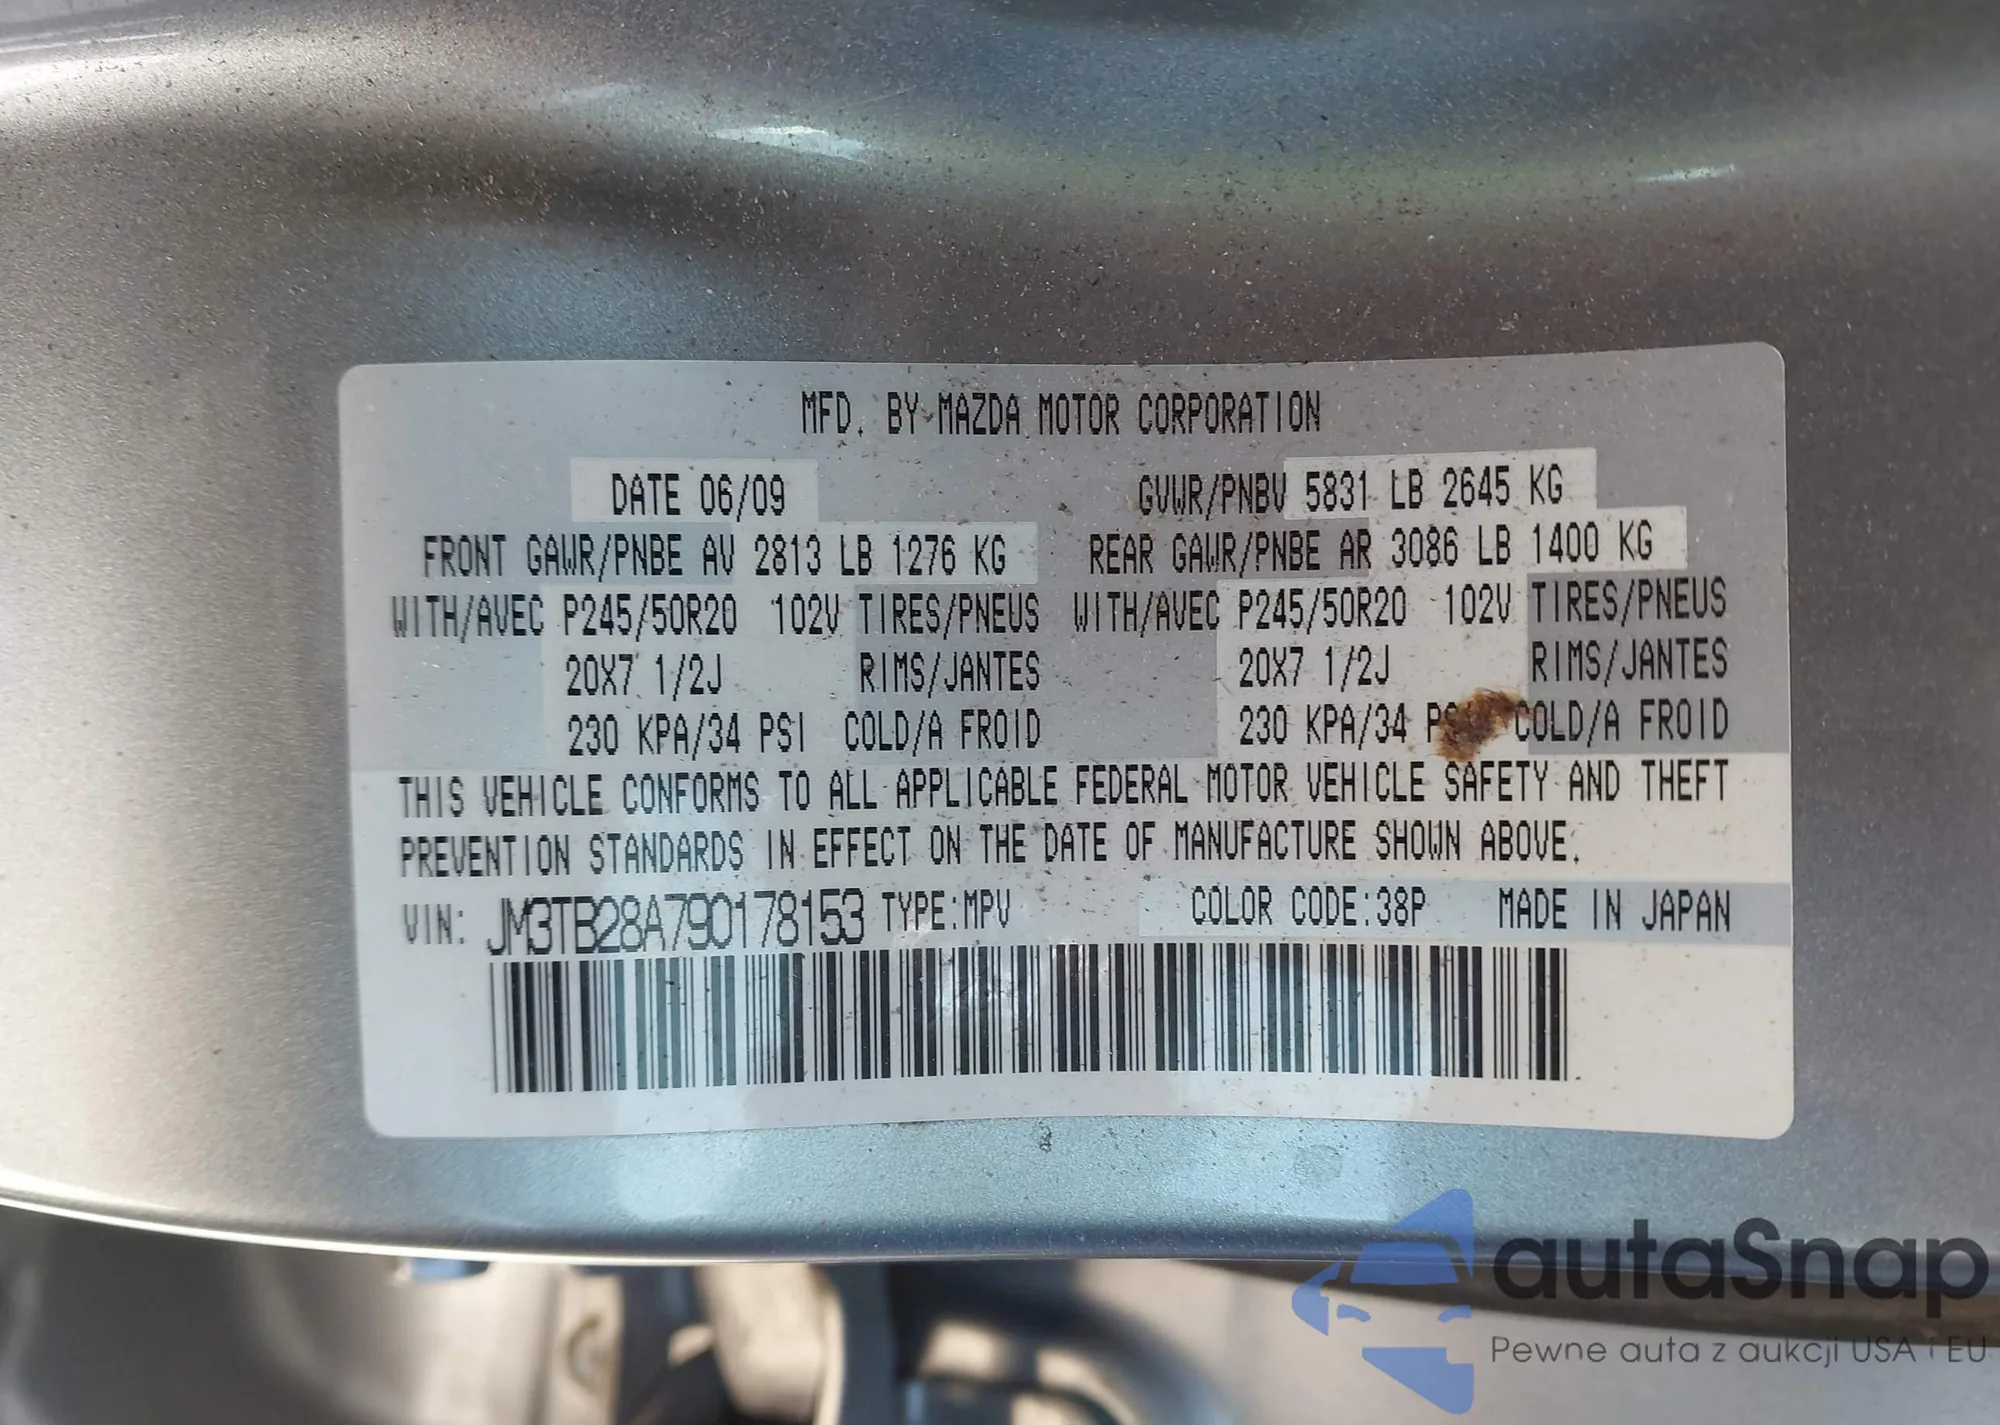 MFD. BY MAZDA MOTOR CORPORATION
DATE 06/09 GVWR/PNBV 5831 LB 2645 KG
FRONT GAWR/PNBE AV 2813 LB 1276 KG REAR GAWR/PNBE AR 3086 LB 1400 KG
WITH/AVEC P245/50R20 102V TIRES/PNEUS WITH/AVEC P245/50R20 102V TIRES/PNEUS
20X7 1/2J RIMS/JANTES 20X7 1/2J RIMS/JANTES
230 KPA/34 PSI COLD/A FROID 230 KPA/34 PSI COLD/A FROID
THIS VEHICLE CONFORMS TO ALL APPLICABLE FEDERAL MOTOR VEHICLE SAFETY AND THEFT
PREVENTION STANDARDS IN EFFECT ON THE DATE OF MANUFACTURE SHOWN ABOVE.
VIN: JM3TB28A790178153 TYPE:MPV COLOR CODE:38P MADE IN JAPAN
autaSnap
Pewne auta z aukcji USA i EU